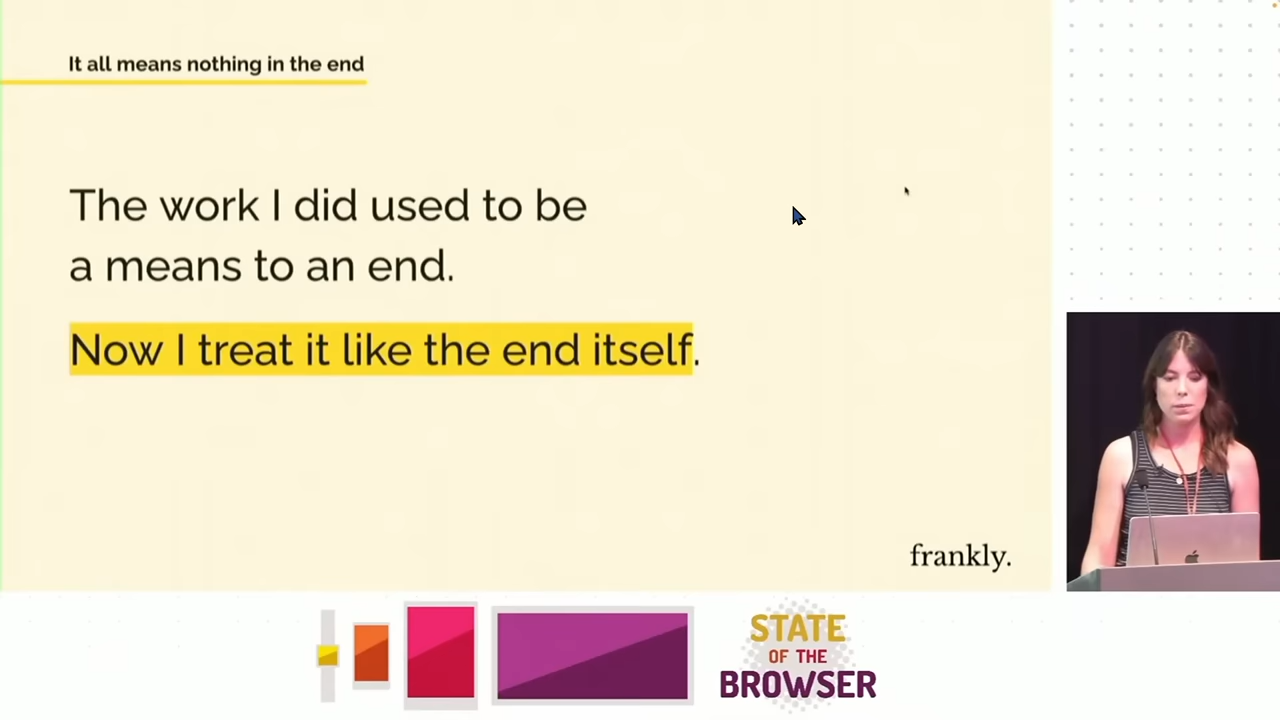 It all means nothing in the end
The work I did used to be
a means to an end.
Now I treat it like the end itself.
frankly.
STATE
OF THE
BROWSER